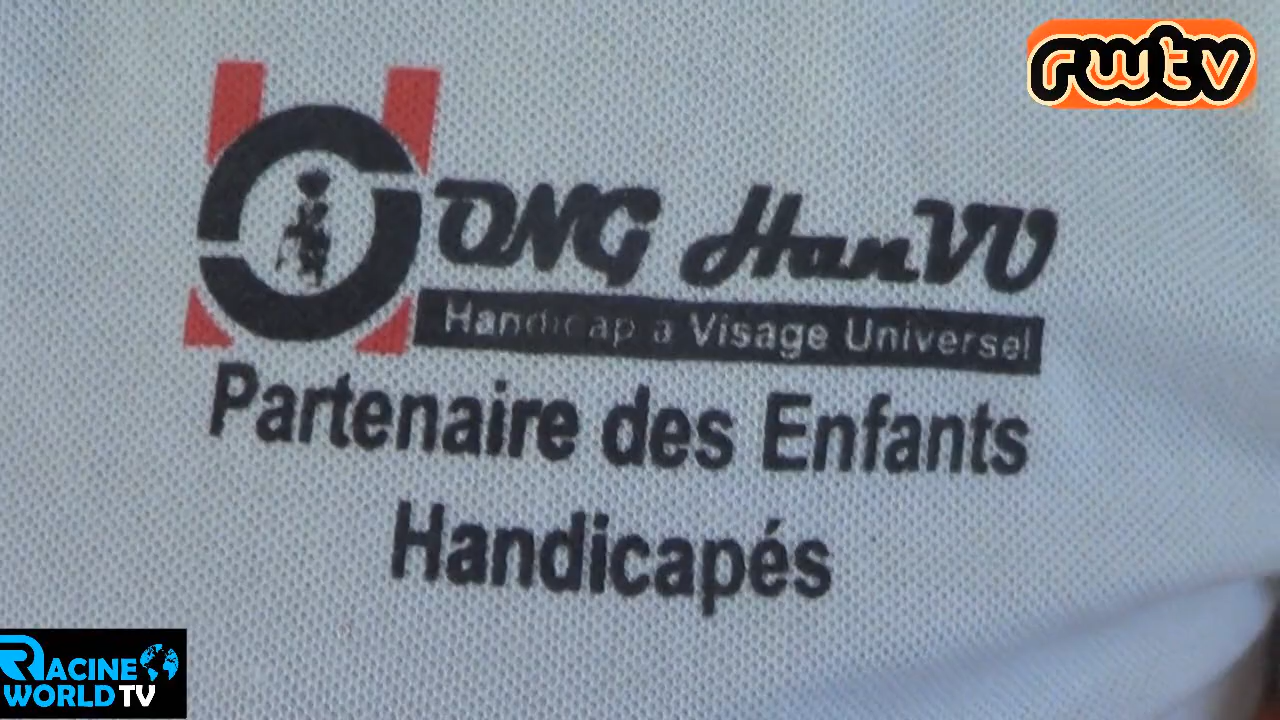 rwtv
ONG HanVU
Handicap a Visage Universel
Partenaire des Enfants
Handicapés
RACINE
WORLD TV